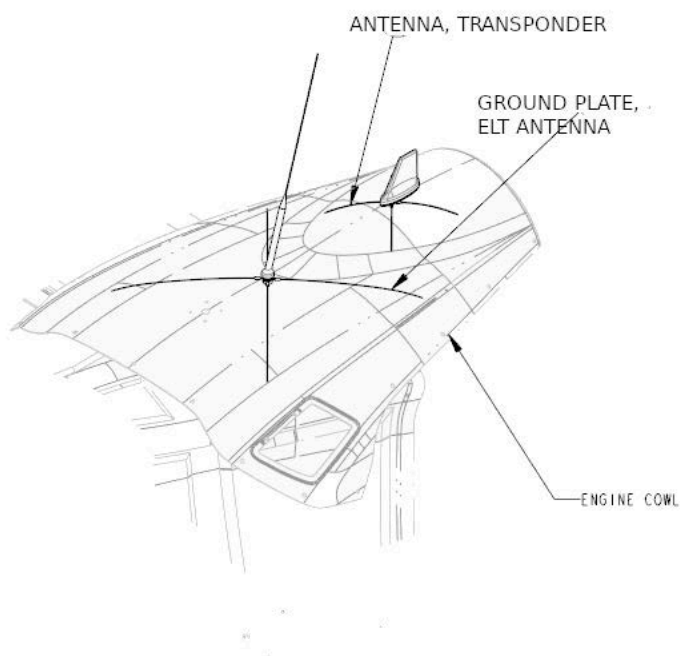 ANTENNA, TRANSPONDER
GROUND PLATE,
ELT ANTENNA
ENGINE COWL